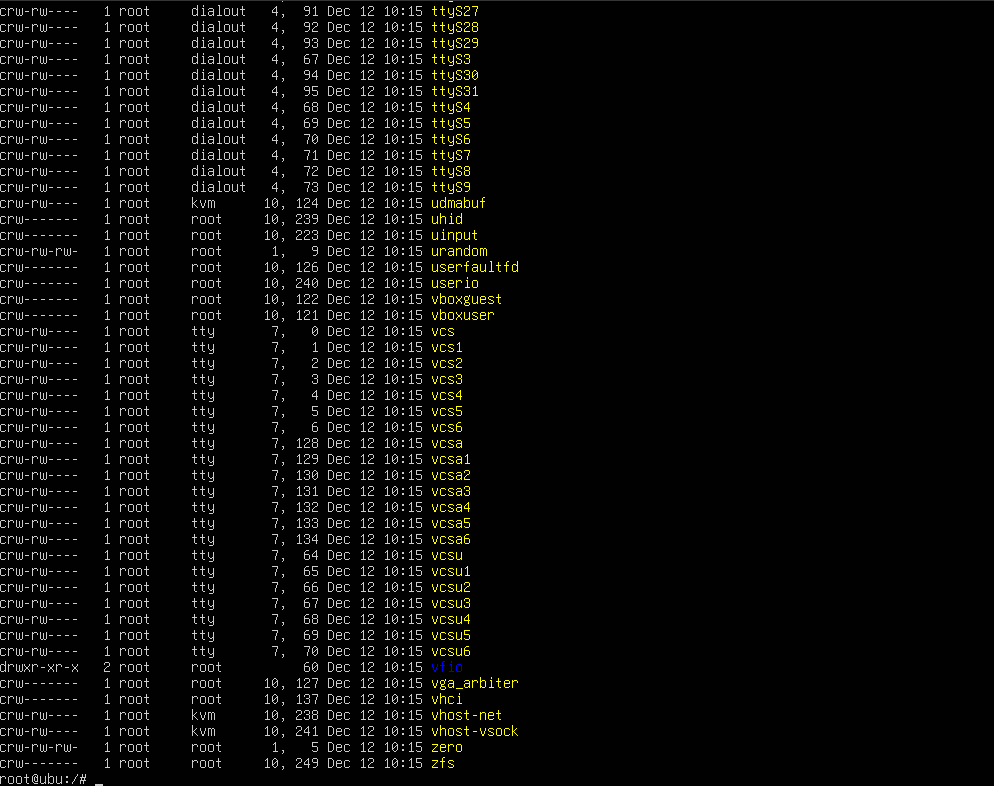 crw-rw----   1 root     dialout   4,  91 Dec 12 10:15 ttyS27
crw-rw----   1 root     dialout   4,  92 Dec 12 10:15 ttyS28
crw-rw----   1 root     dialout   4,  93 Dec 12 10:15 ttyS29
crw-rw----   1 root     dialout   4,  67 Dec 12 10:15 ttyS3
crw-rw----   1 root     dialout   4,  94 Dec 12 10:15 ttyS30
crw-rw----   1 root     dialout   4,  95 Dec 12 10:15 ttyS31
crw-rw----   1 root     dialout   4,  68 Dec 12 10:15 ttyS4
crw-rw----   1 root     dialout   4,  69 Dec 12 10:15 ttyS5
crw-rw----   1 root     dialout   4,  70 Dec 12 10:15 ttyS6
crw-rw----   1 root     dialout   4,  71 Dec 12 10:15 ttyS7
crw-rw----   1 root     dialout   4,  72 Dec 12 10:15 ttyS8
crw-rw----   1 root     dialout   4,  73 Dec 12 10:15 ttyS9
crw-rw----   1 root     kvm      10, 124 Dec 12 10:15 udmabuf
crw-------   1 root     root     10, 239 Dec 12 10:15 uhid
crw-------   1 root     root     10, 223 Dec 12 10:15 uinput
crw-rw-rw-   1 root     root      1,   9 Dec 12 10:15 urandom
crw-------   1 root     root     10, 126 Dec 12 10:15 userfaultfd
crw-------   1 root     root     10, 240 Dec 12 10:15 userio
crw-------   1 root     root     10, 122 Dec 12 10:15 vboxguest
crw-------   1 root     root     10, 121 Dec 12 10:15 vboxuser
crw-rw----   1 root     tty       7,   0 Dec 12 10:15 vcs
crw-rw----   1 root     tty       7,   1 Dec 12 10:15 vcs1
crw-rw----   1 root     tty       7,   2 Dec 12 10:15 vcs2
crw-rw----   1 root     tty       7,   3 Dec 12 10:15 vcs3
crw-rw----   1 root     tty       7,   4 Dec 12 10:15 vcs4
crw-rw----   1 root     tty       7,   5 Dec 12 10:15 vcs5
crw-rw----   1 root     tty       7,   6 Dec 12 10:15 vcs6
crw-rw----   1 root     tty       7, 128 Dec 12 10:15 vcsa
crw-rw----   1 root     tty       7, 129 Dec 12 10:15 vcsa1
crw-rw----   1 root     tty       7, 130 Dec 12 10:15 vcsa2
crw-rw----   1 root     tty       7, 131 Dec 12 10:15 vcsa3
crw-rw----   1 root     tty       7, 132 Dec 12 10:15 vcsa4
crw-rw----   1 root     tty       7, 133 Dec 12 10:15 vcsa5
crw-rw----   1 root     tty       7, 134 Dec 12 10:15 vcsa6
crw-rw----   1 root     tty       7,  64 Dec 12 10:15 vcsu
crw-rw----   1 root     tty       7,  65 Dec 12 10:15 vcsu1
crw-rw----   1 root     tty       7,  66 Dec 12 10:15 vcsu2
crw-rw----   1 root     tty       7,  67 Dec 12 10:15 vcsu3
crw-rw----   1 root     tty       7,  68 Dec 12 10:15 vcsu4
crw-rw----   1 root     tty       7,  69 Dec 12 10:15 vcsu5
crw-rw----   1 root     tty       7,  70 Dec 12 10:15 vcsu6
drwxr-xr-x   2 root     root          60 Dec 12 10:15 vfio
crw-------   1 root     root     10, 127 Dec 12 10:15 vga_arbiter
crw-------   1 root     root     10, 137 Dec 12 10:15 vhci
crw-rw----   1 root     kvm      10, 238 Dec 12 10:15 vhost-net
crw-rw----   1 root     kvm      10, 241 Dec 12 10:15 vhost-vsock
crw-rw-rw-   1 root     root      1,   5 Dec 12 10:15 zero
crw-------   1 root     root     10, 249 Dec 12 10:15 zfs
root@ubu:/# _